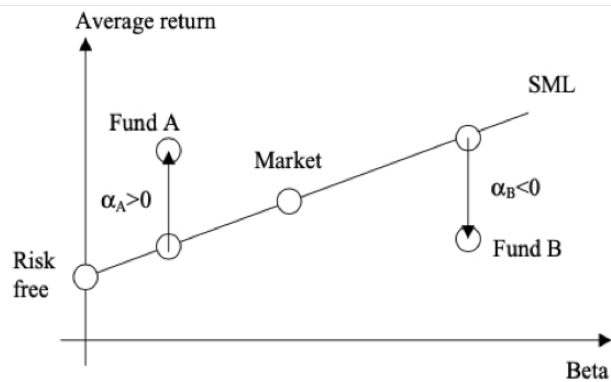 Average return
SML
Fund A
Market
αA>0
αB<0
Risk
free
Fund B
Beta